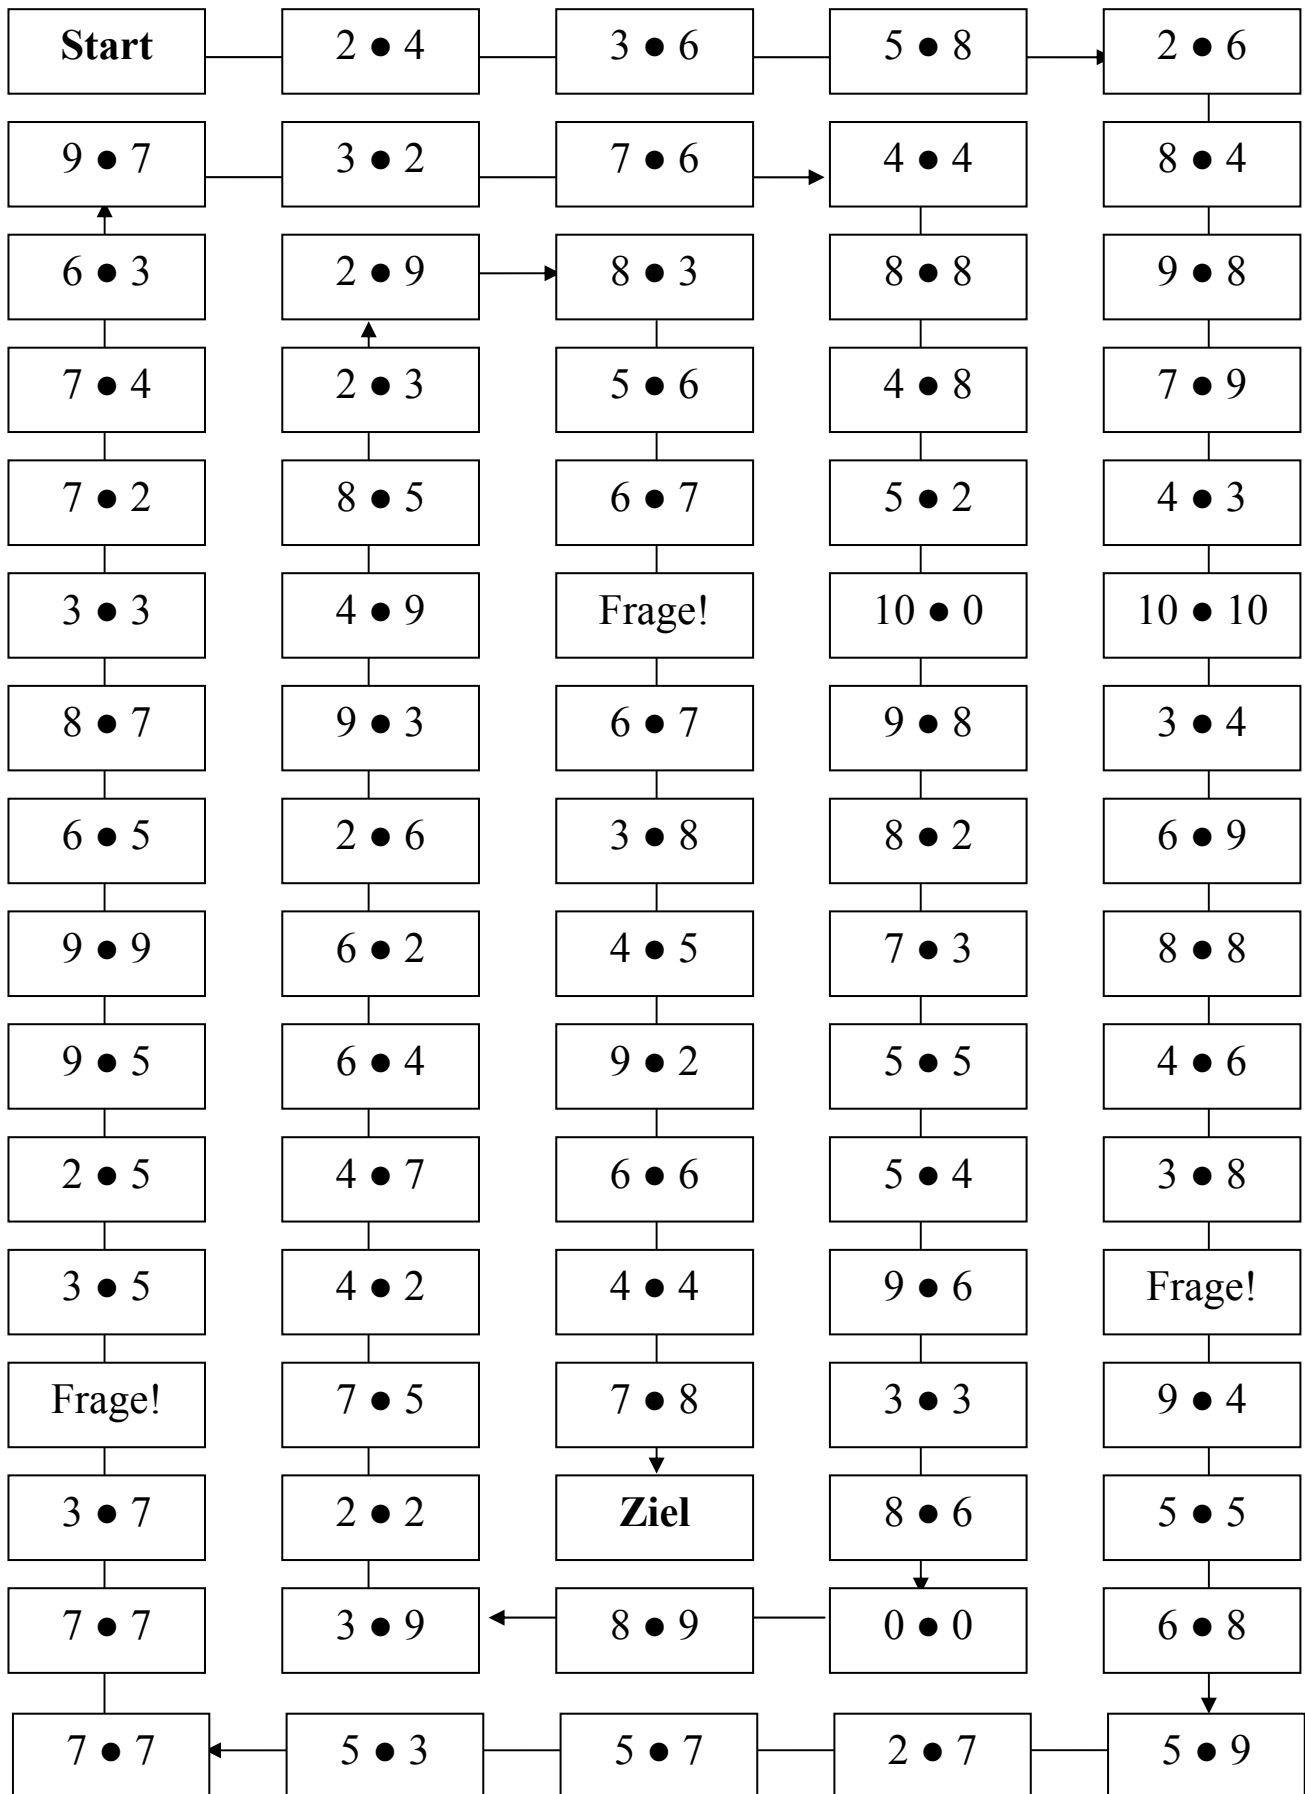 Start 2 ● 4 3 ● 6 5 ● 8 2 ● 6
9 ● 7 3 ● 2 7 ● 6 4 ● 4 8 ● 4
6 ● 3 2 ● 9 8 ● 3 8 ● 8 9 ● 8
7 ● 4 2 ● 3 5 ● 6 4 ● 8 7 ● 9
7 ● 2 8 ● 5 6 ● 7 5 ● 2 4 ● 3
3 ● 3 4 ● 9 Frage! 10 ● 0 10 ● 10
8 ● 7 9 ● 3 6 ● 7 9 ● 8 3 ● 4
6 ● 5 2 ● 6 3 ● 8 8 ● 2 6 ● 9
9 ● 9 6 ● 2 4 ● 5 7 ● 3 8 ● 8
9 ● 5 6 ● 4 9 ● 2 5 ● 5 4 ● 6
2 ● 5 4 ● 7 6 ● 6 5 ● 4 3 ● 8
3 ● 5 4 ● 2 4 ● 4 9 ● 6 Frage!
Frage! 7 ● 5 7 ● 8 3 ● 3 9 ● 4
3 ● 7 2 ● 2 Ziel 8 ● 6 5 ● 5
7 ● 7 3 ● 9 8 ● 9 0 ● 0 6 ● 8
7 ● 7 5 ● 3 5 ● 7 2 ● 7 5 ● 9